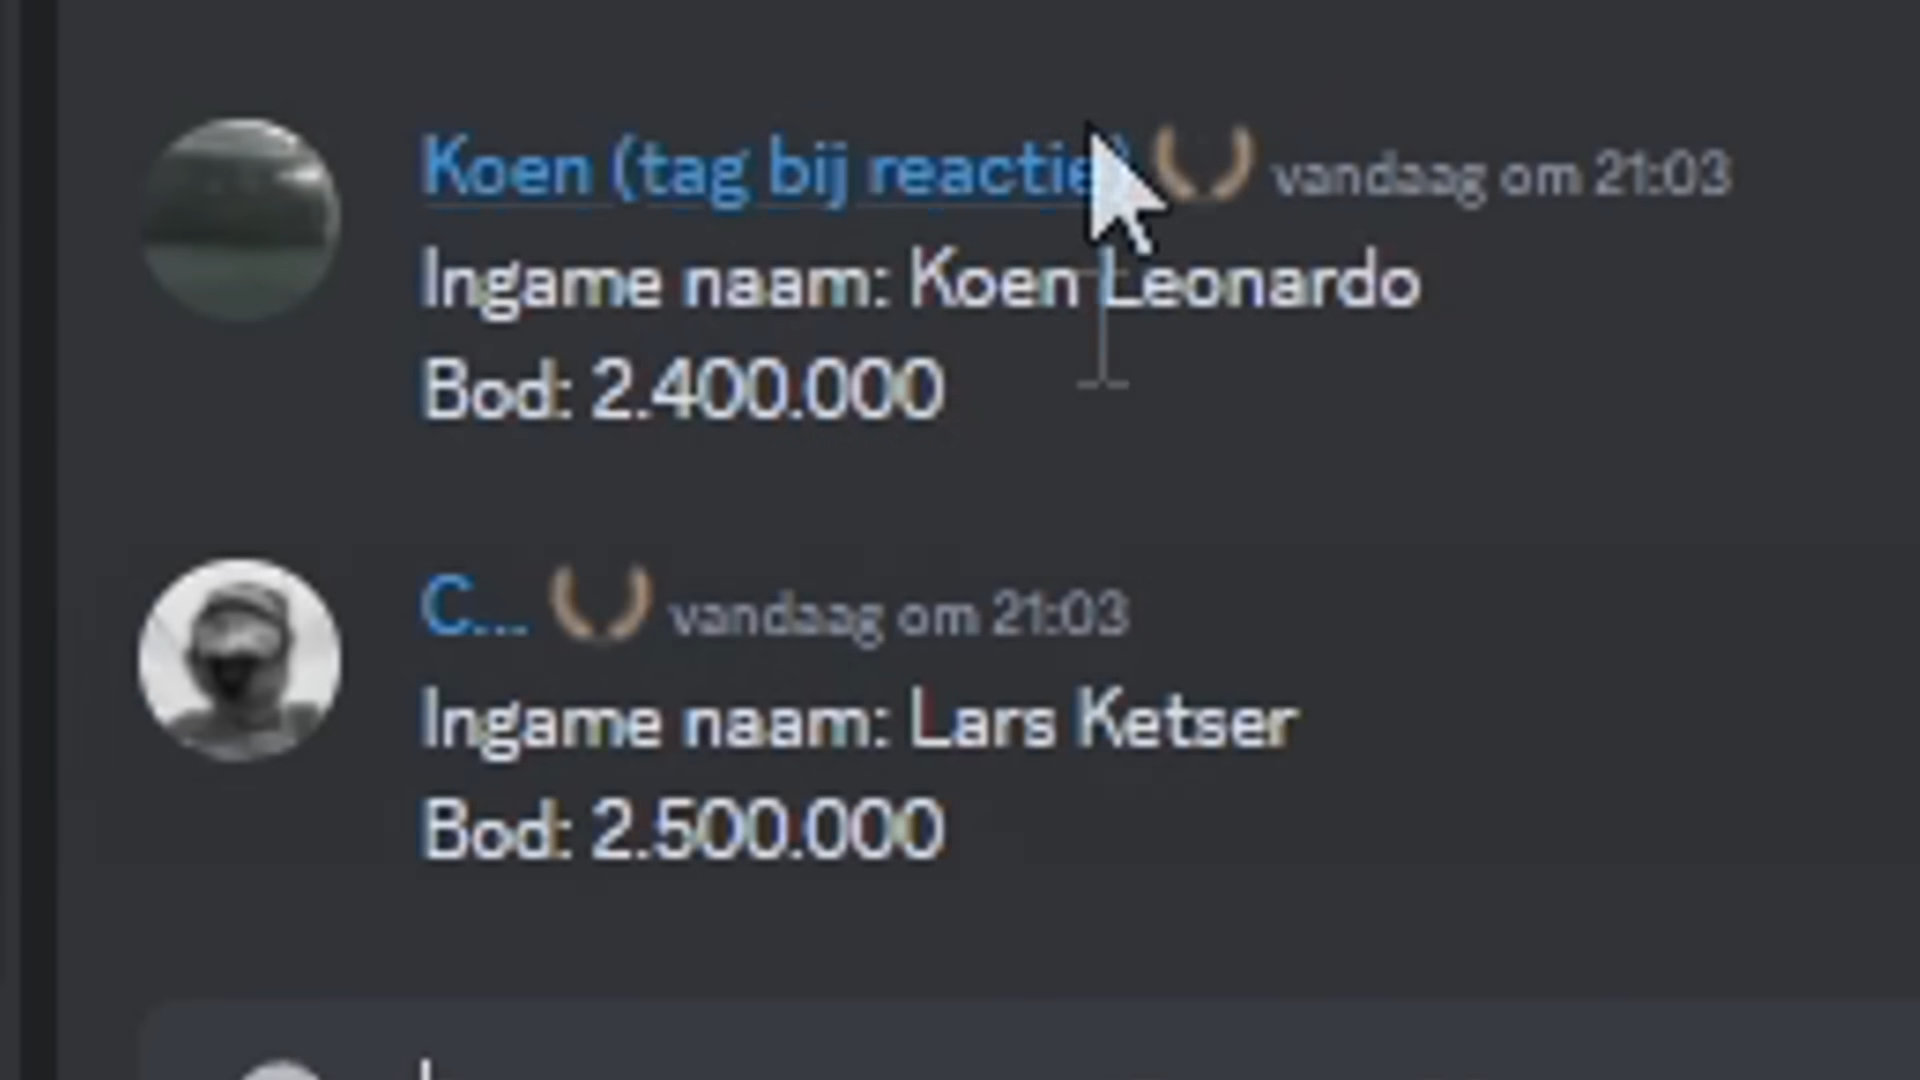 Koen (tag bij reactie) vandaag om 21:03
Ingame naam: Koen Leonardo
Bod: 2.400.000
C... vandaag om 21:03
Ingame naam: Lars Ketser
Bod: 2.500.000